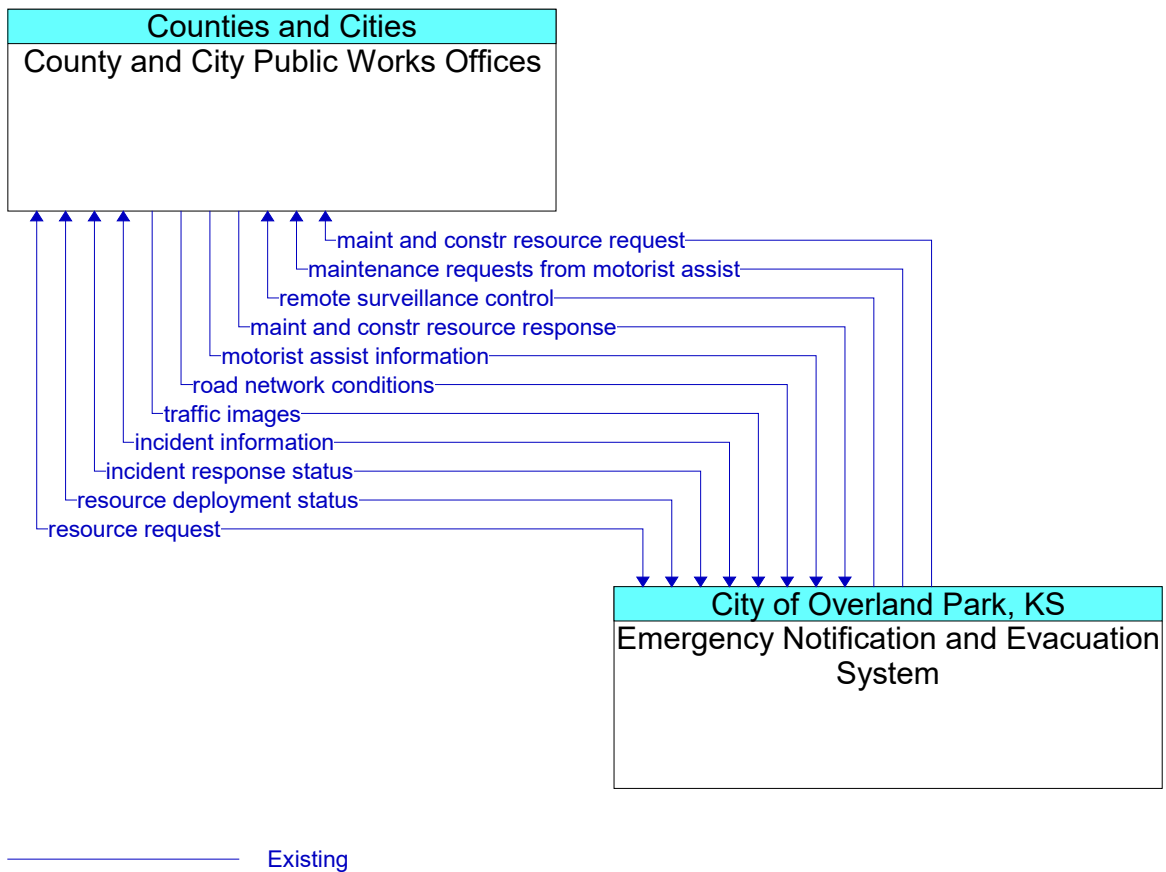 Counties and Cities
County and City Public Works Offices
maint and constr resource request
maintenance requests from motorist assist
remote surveillance control
maint and constr resource response
motorist assist information
road network conditions
traffic images
incident information
incident response status
resource deployment status
resource request
City of Overland Park, KS
Emergency Notification and Evacuation
System
Existing